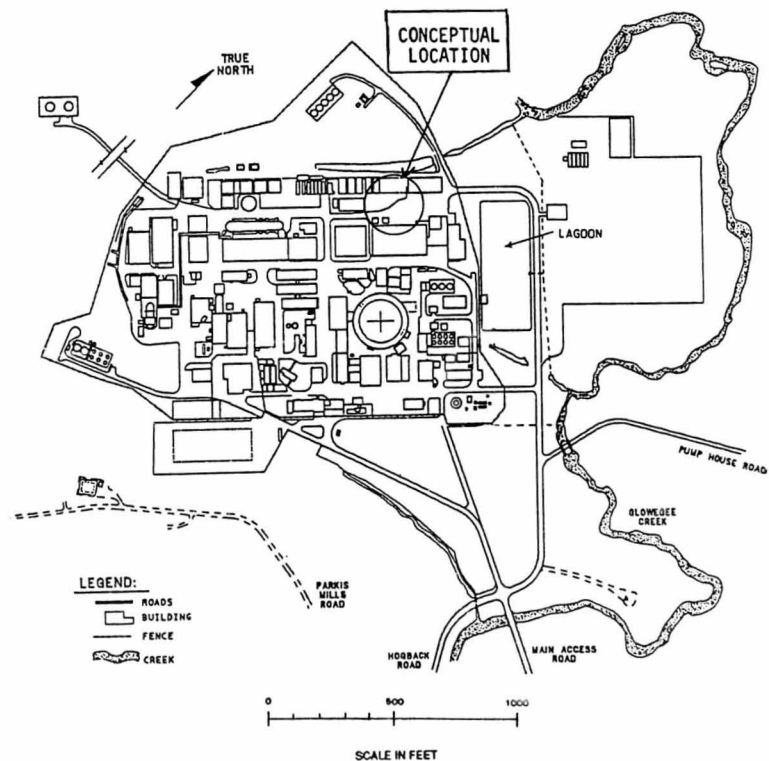 CONCEPTUAL
LOCATION
TRUE
NORTH
LAGOON
PUMP HOUSE ROAD
GLOWEGEE
CREEK
LEGEND:
ROADS
BUILDING
FENCE
CREEK
PARKIS
MILLS
ROAD
HOGBACK
ROAD
MAIN ACCESS
ROAD
0 500 1000
SCALE IN FEET